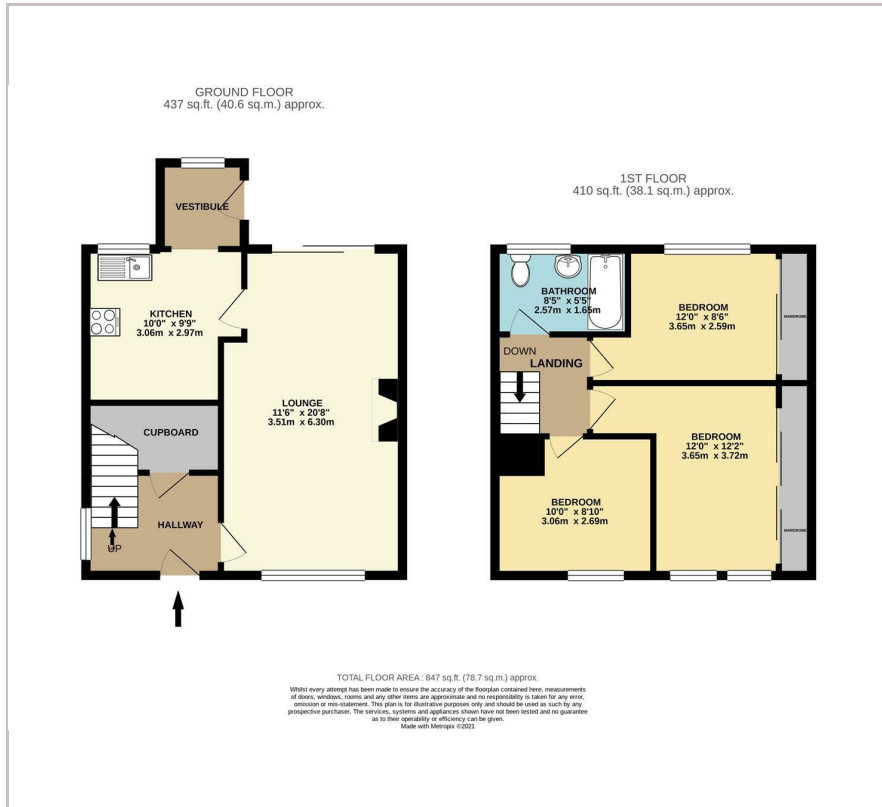 GROUND FLOOR
437 sq.ft. (40.6 sq.m.) approx.
VESTIBULE
KITCHEN
10'0" x 9'9"
3.06m x 2.97m
LOUNGE
11'6" x 20'8"
3.51m x 6.30m
CUPBOARD
HALLWAY
UP
1ST FLOOR
410 sq.ft. (38.1 sq.m.) approx.
BATHROOM
8'5" x 5'5"
2.57m x 1.65m
BEDROOM
12'0" x 8'6"
3.65m x 2.59m
WARDROBE
DOWN
LANDING
BEDROOM
12'0" x 12'2"
3.65m x 3.72m
WARDROBE
BEDROOM
10'0" x 8'10"
3.06m x 2.69m
TOTAL FLOOR AREA : 847 sq.ft. (78.7 sq.m.) approx.
Whilst every attempt has been made to ensure the accuracy of the floorplan contained here, measurements
of doors, windows, rooms and any other items are approximate and no responsibility is taken for any error,
omission or mis-statement. This plan is for illustrative purposes only and should be used as such by any
prospective purchaser. The services, systems and appliances shown have not been tested and no guarantee
as to their operability or efficiency can be given.
Made with Metropix ©2021